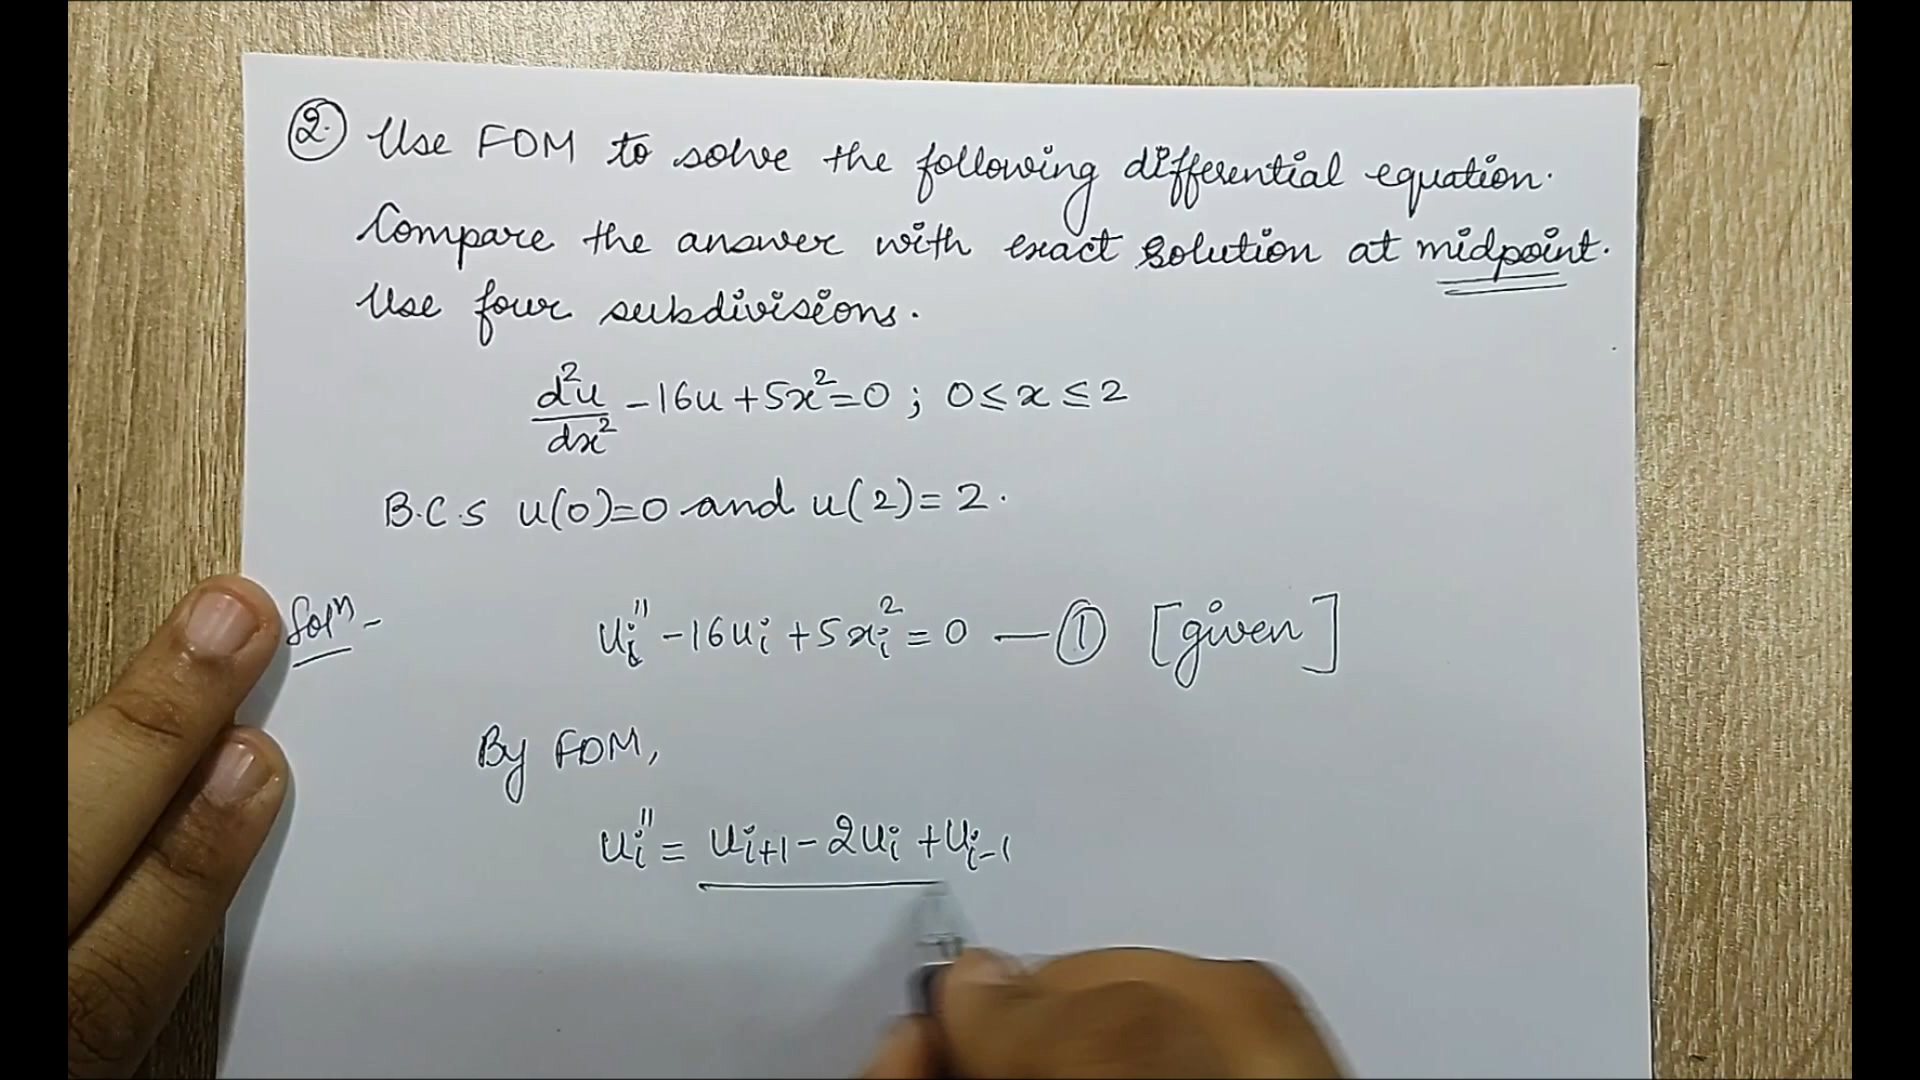 ② Use FDM to solve the following differential equation.
Compare the answer with exact solution at midpoint.
Use four subdivisions.
d²u/dx² - 16u + 5x² = 0 ; 0 ≤ x ≤ 2
B.C.s u(0)=0 and u(2)=2.
Solⁿ- uᵢ'' - 16uᵢ + 5xᵢ² = 0 — ① [given]
By FDM,
uᵢ'' = uᵢ₊₁ - 2uᵢ + uᵢ₋₁